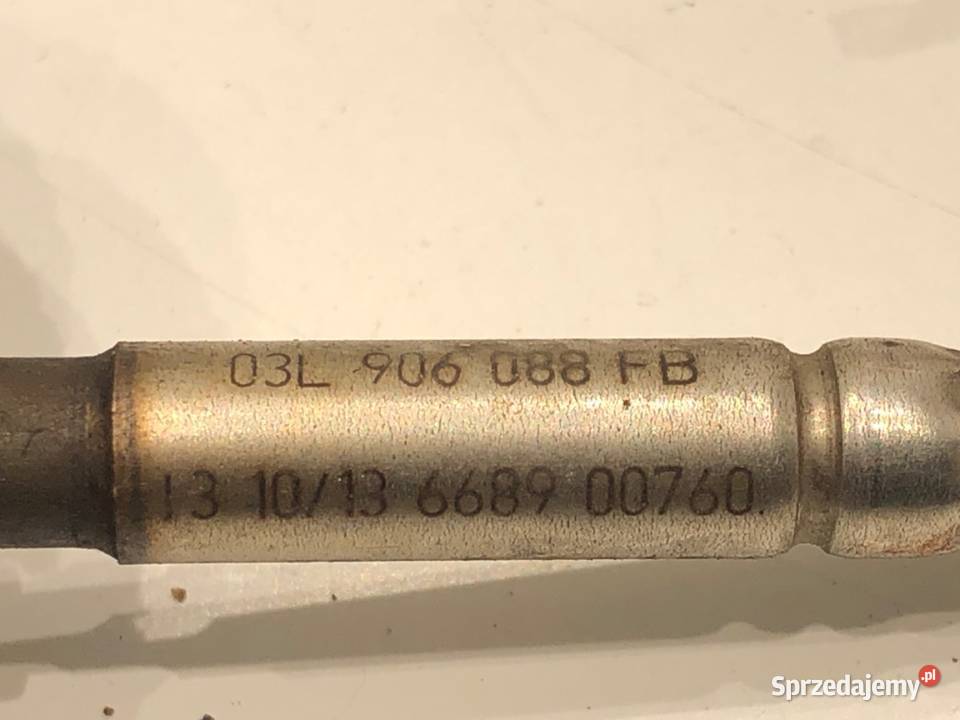 03L 906 088 FB
13 10/13 6689 00760.
Sprzedajemy.pl